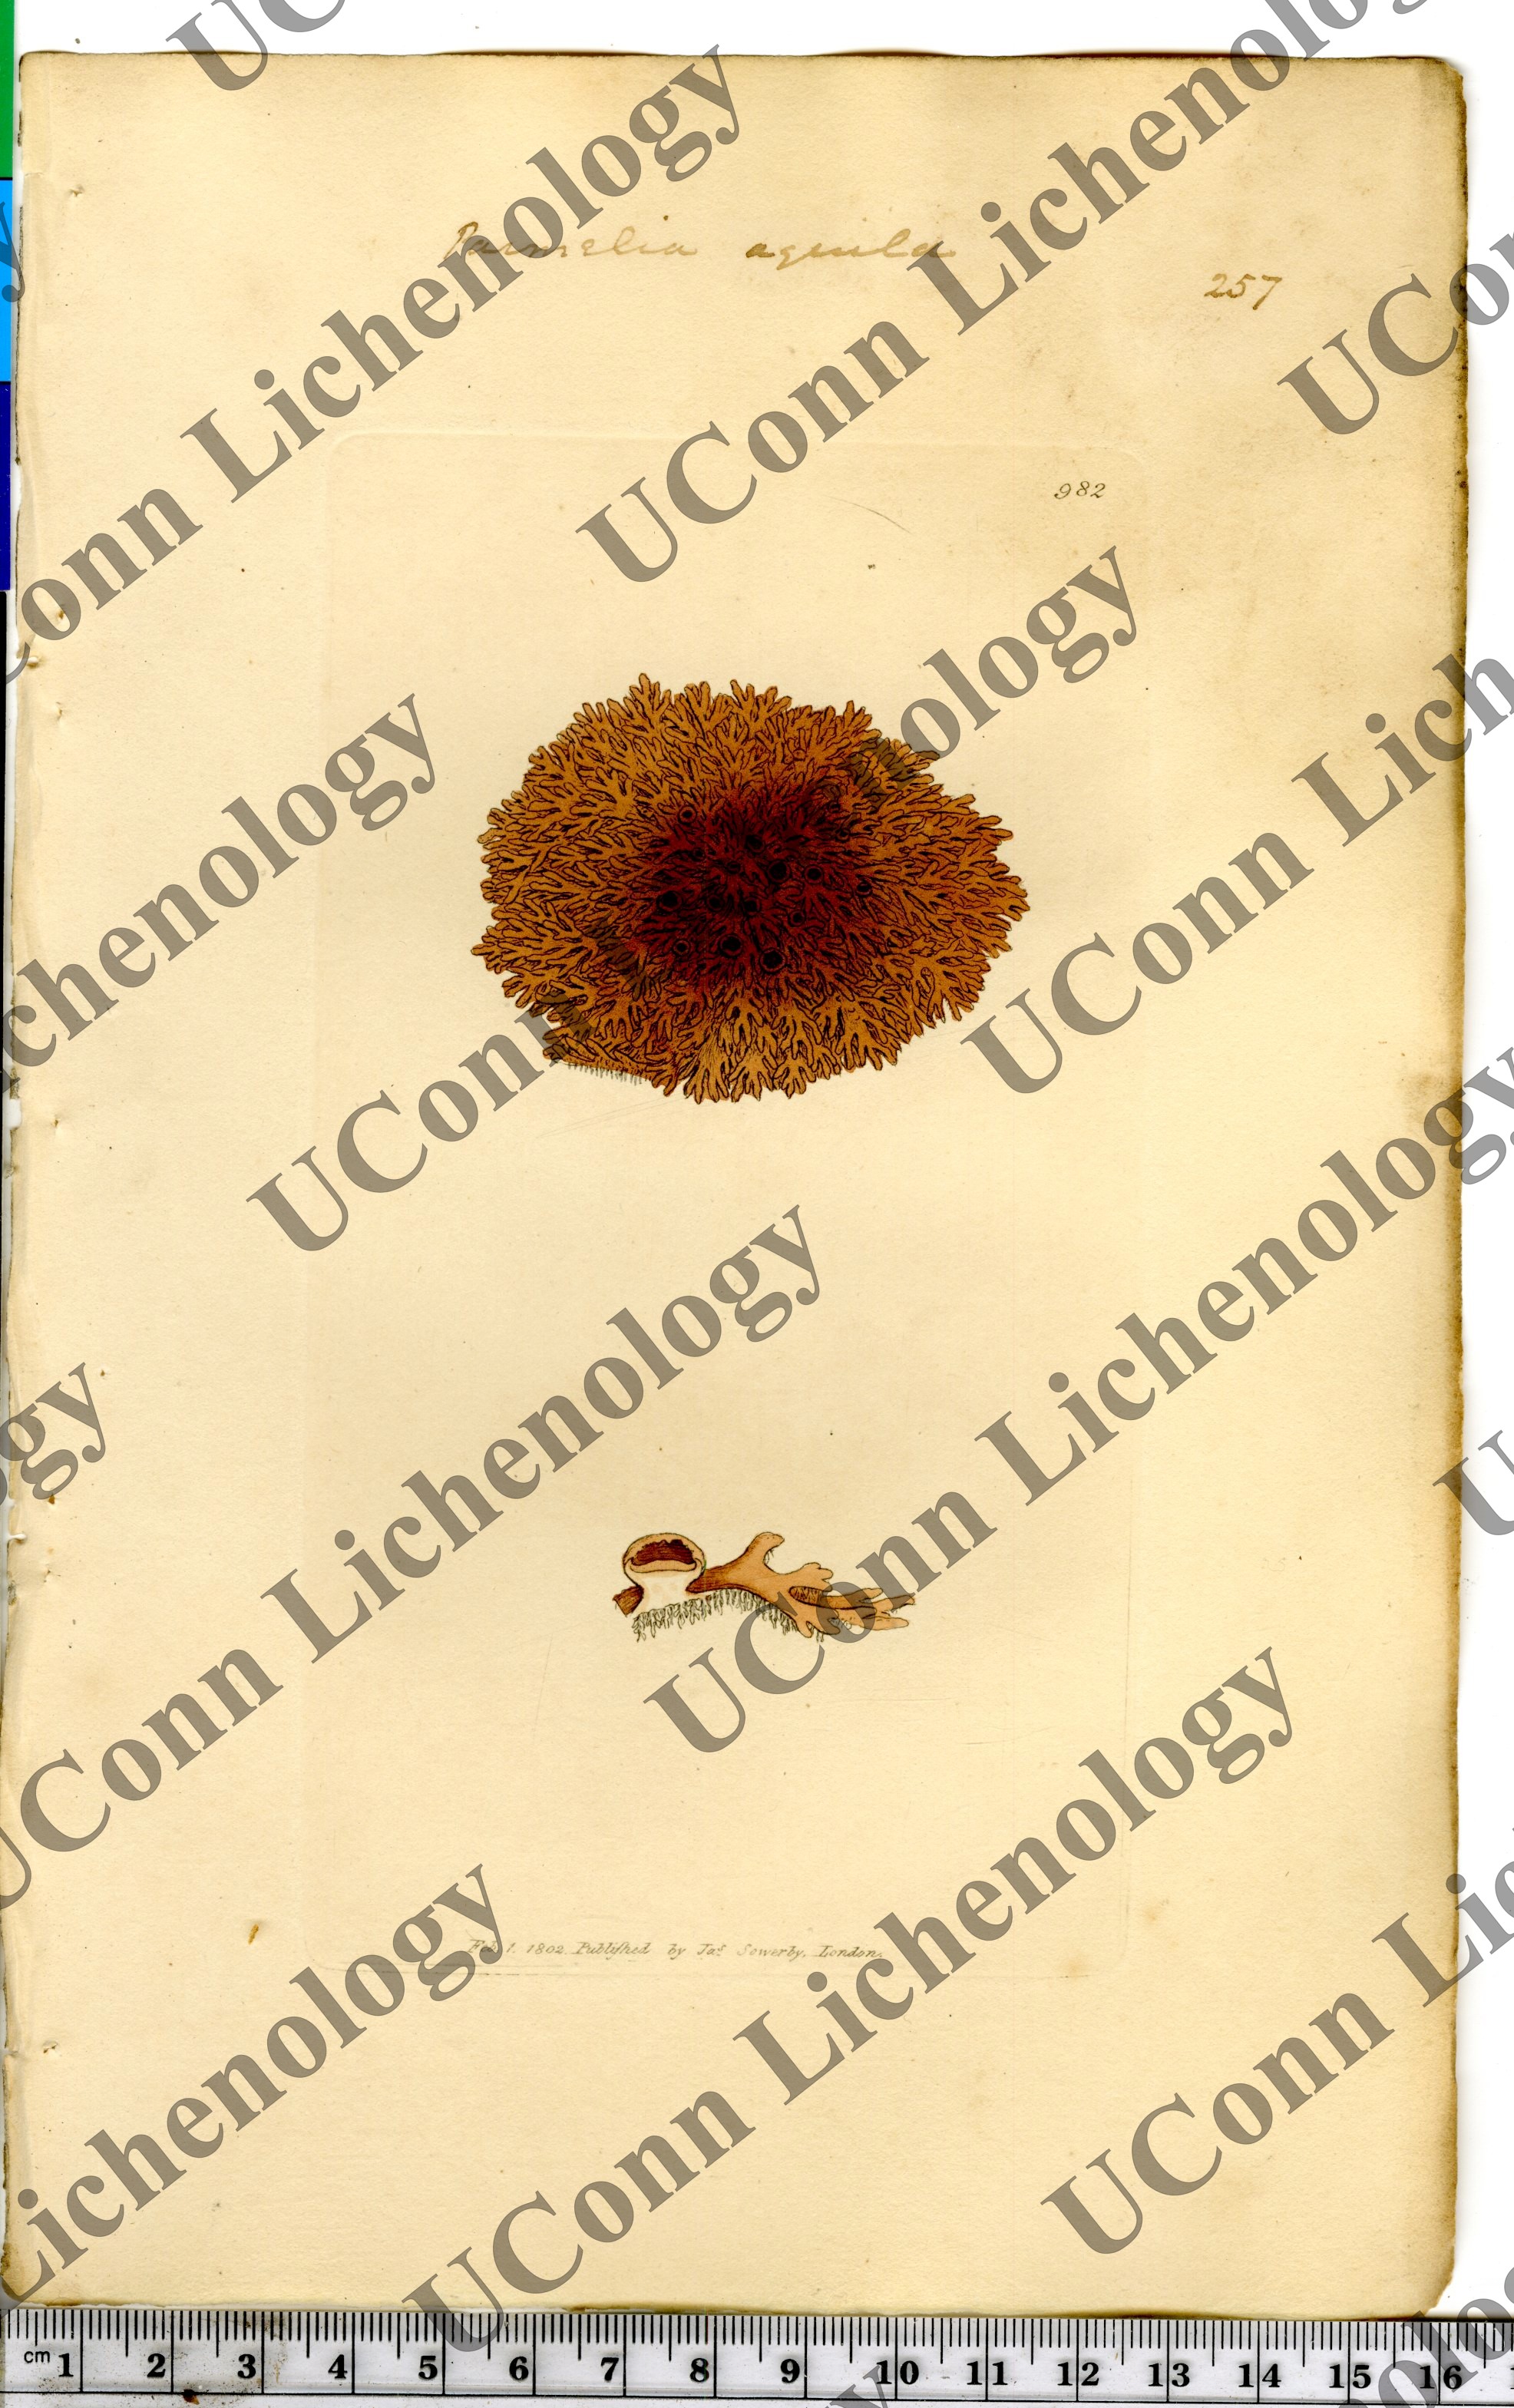 Parmelia aquila
257
982
Feb. 1. 1802. Publiſhed by Jas. Sowerby, London.
UConn Lichenology
UConn Lichenology
UConn Lichenology
UConn Lichenology
UConn Lichenology
UConn Lichenology
UConn Lichenology
UConn Lichenology
cm 1 2 3 4 5 6 7 8 9 10 11 12 13 14 15 16